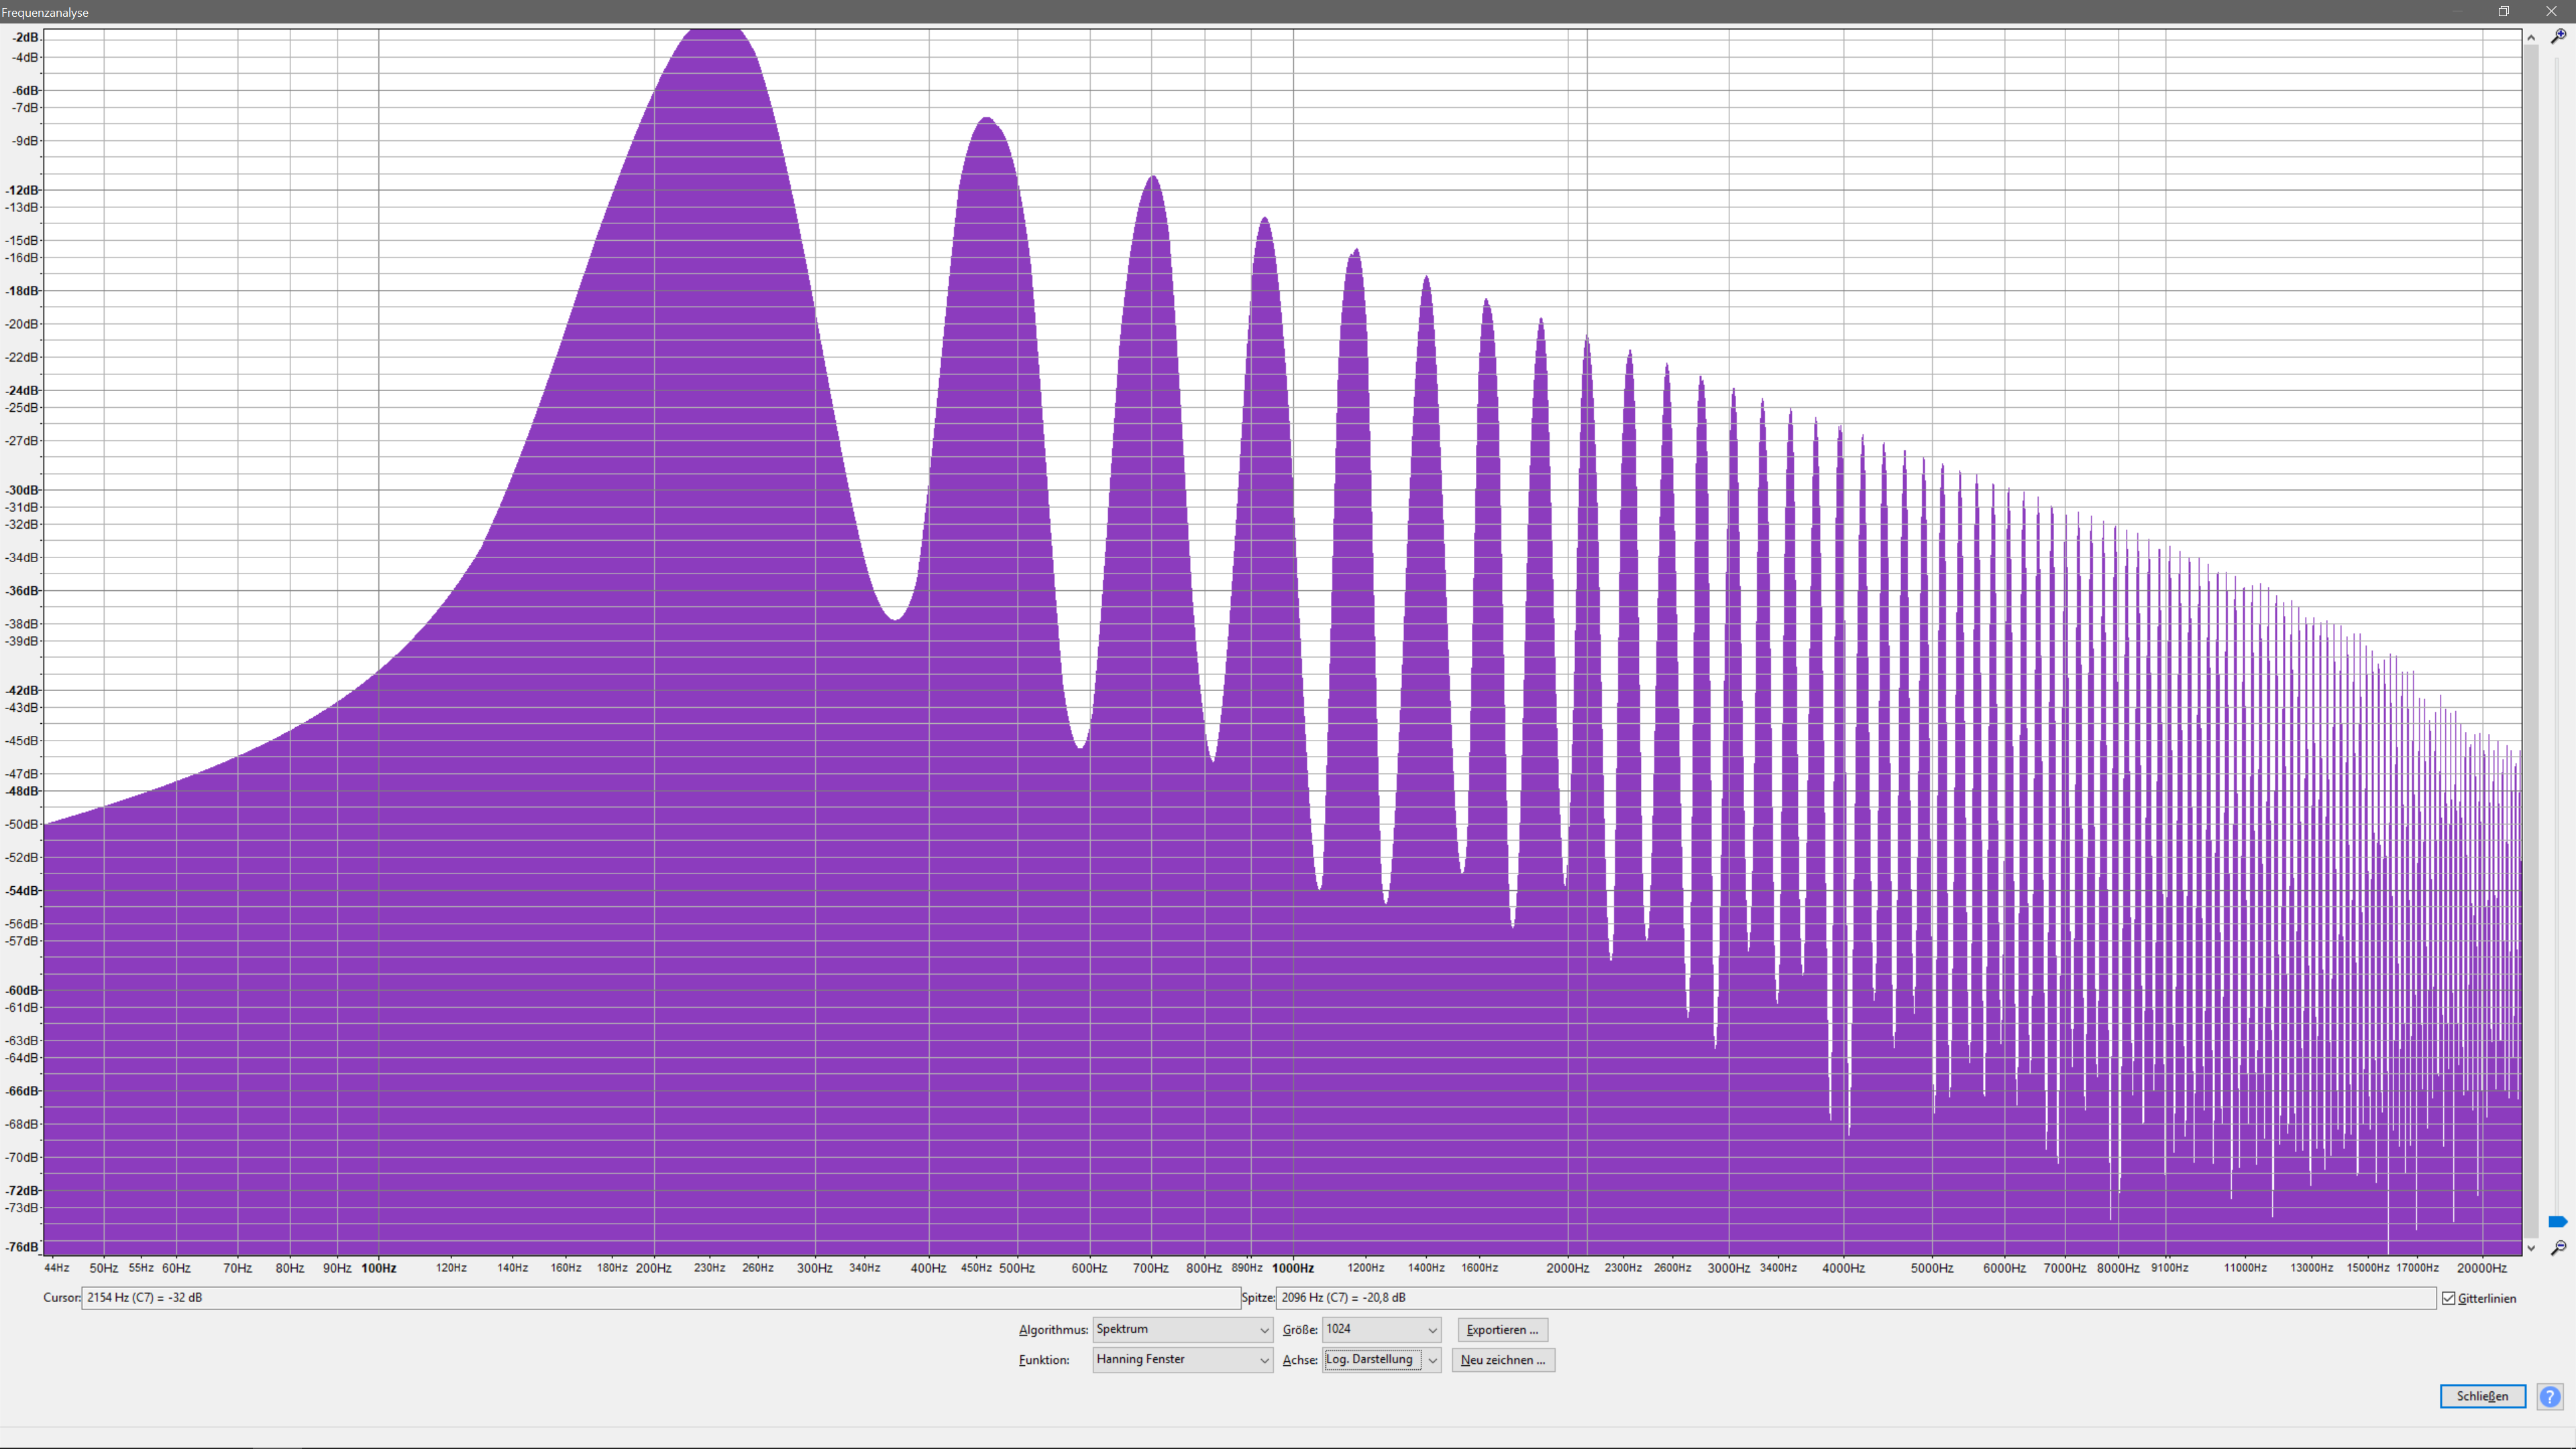 Frequenzanalyse
-2dB
-4dB
-6dB
-7dB
-9dB
-12dB
-13dB
-15dB
-16dB
-18dB
-20dB
-22dB
-24dB
-25dB
-27dB
-30dB
-31dB
-32dB
-34dB
-36dB
-38dB
-39dB
-42dB
-43dB
-45dB
-47dB
-48dB
-50dB
-52dB
-54dB
-56dB
-57dB
-60dB
-61dB
-63dB
-64dB
-66dB
-68dB
-70dB
-72dB
-73dB
-76dB
44Hz 50Hz 55Hz 60Hz 70Hz 80Hz 90Hz 100Hz 120Hz 140Hz 160Hz 180Hz 200Hz 230Hz 260Hz 300Hz 340Hz 400Hz 450Hz 500Hz 600Hz 700Hz 800Hz 890Hz 1000Hz 1200Hz 1400Hz 1600Hz 2000Hz 2300Hz 2600Hz 3000Hz 3400Hz 4000Hz 5000Hz 6000Hz 7000Hz 8000Hz 9100Hz 11000Hz 13000Hz 15000Hz 17000Hz 20000Hz
Cursor: 2154 Hz (C7) = -32 dB Spitze: 2096 Hz (C7) = -20,8 dB Gitterlinien
Algorithmus: Spektrum Größe: 1024 Exportieren ...
Funktion: Hanning Fenster Achse: Log. Darstellung Neu zeichnen ...
Schließen ?